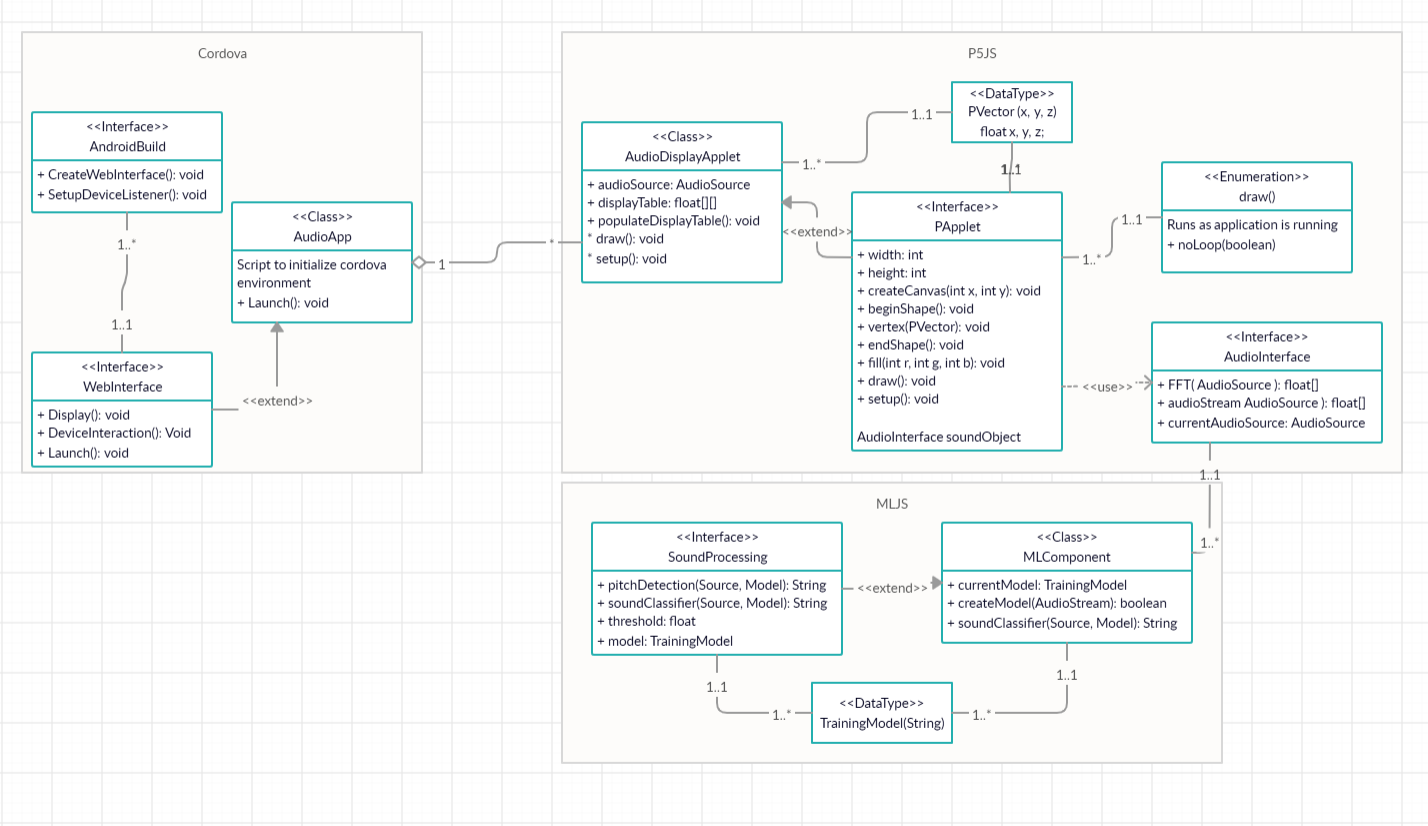 Cordova
<<Interface>>
AndroidBuild
+ CreateWebInterface(): void
+ SetupDeviceListener(): void
1..*
1..1
<<Class>>
AudioApp
Script to initialize cordova
environment
+ Launch(): void
1
*
<<Interface>>
WebInterface
+ Display(): void
+ DeviceInteraction(): Void
+ Launch(): void
<<extend>>
P5JS
<<Class>>
AudioDisplayApplet
+ audioSource: AudioSource
+ displayTable: float[][]
+ populateDisplayTable(): void
* draw(): void
* setup(): void
1..*
1..1
<<DataType>>
PVector (x, y, z)
float x, y, z;
1..1
<<extend>>
<<Interface>>
PApplet
+ width: int
+ height: int
+ createCanvas(int x, int y): void
+ beginShape(): void
+ vertex(PVector): void
+ endShape(): void
+ fill(int r, int g, int b): void
+ draw(): void
+ setup(): void
AudioInterface soundObject
1..*
1..1
<<Enumeration>>
draw()
Runs as application is running
+ noLoop(boolean)
<<use>>
<<Interface>>
AudioInterface
+ FFT( AudioSource ): float[]
+ audioStream AudioSource ): float[]
+ currentAudioSource: AudioSource
1..1
1..*
MLJS
<<Interface>>
SoundProcessing
+ pitchDetection(Source, Model): String
+ soundClassifier(Source, Model): String
+ threshold: float
+ model: TrainingModel
<<extend>>
<<Class>>
MLComponent
+ currentModel: TrainingModel
+ createModel(AudioStream): boolean
+ soundClassifier(Source, Model): String
1..1
1..*
<<DataType>>
TrainingModel(String)
1..*
1..1